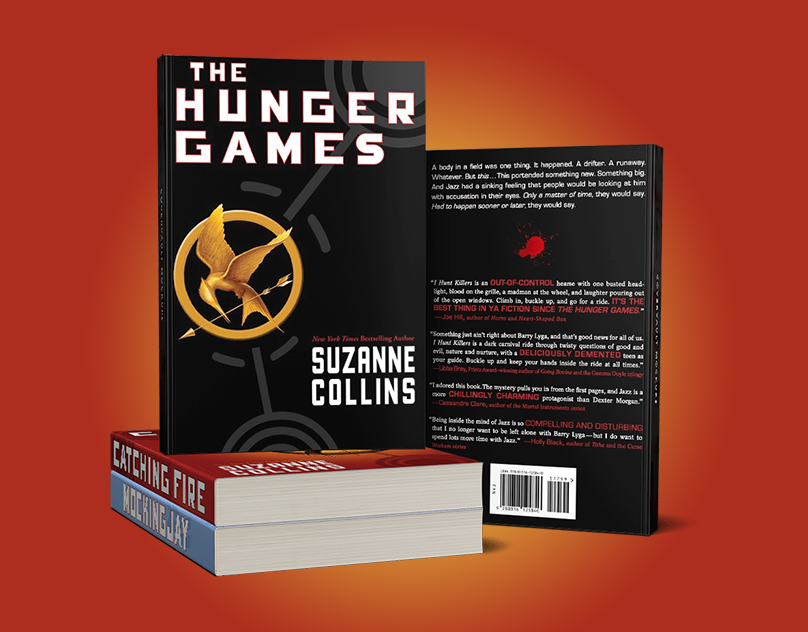 THE
HUNGER
GAMES
New York Times Bestselling Author
SUZANNE
COLLINS
CATCHING FIRE
MOCKINGJAY
SUZANNE
COLLINS
A body in a field was one thing. It happened. A drifter. A runaway.
Whatever. But this... This portended something new. Something big.
And Jazz had a sinking feeling that people would be looking at him
with accusation in their eyes. Only a matter of time, they would say.
Had to happen sooner or later, they would say.
"I Hunt Killers is an OUT-OF-CONTROL hearse with one busted head-
light, blood on the grille, a madman at the wheel, and laughter pouring out
of the open windows. Climb in, buckle up, and go for a ride. IT'S THE
BEST THING IN YA FICTION SINCE THE HUNGER GAMES."
—Joe Hill, author of Horns and Heart-Shaped Box
"Something just ain't right about Barry Lyga, and that's good news for all of us.
I Hunt Killers is a dark carnival ride through twisty questions of good and
evil, nature and nurture, with a DELICIOUSLY DEMENTED teen as
your guide. Buckle up and keep your hands inside the ride at all times."
—Libba Bray, Printz Award-winning author of Going Bovine and the Gemma Doyle trilogy
"I adored this book. The mystery pulls you in from the first pages, and Jazz is a
more CHILLINGLY CHARMING protagonist than Dexter Morgan."
—Cassandra Clare, author of the Mortal Instruments series
"Being inside the mind of Jazz is so COMPELLING AND DISTURBING
that I no longer want to be left alone with Barry Lyga—but I do want to
spend lots more time with Jazz." —Holly Black, author of Tithe and the Curse
Workers series
EAN